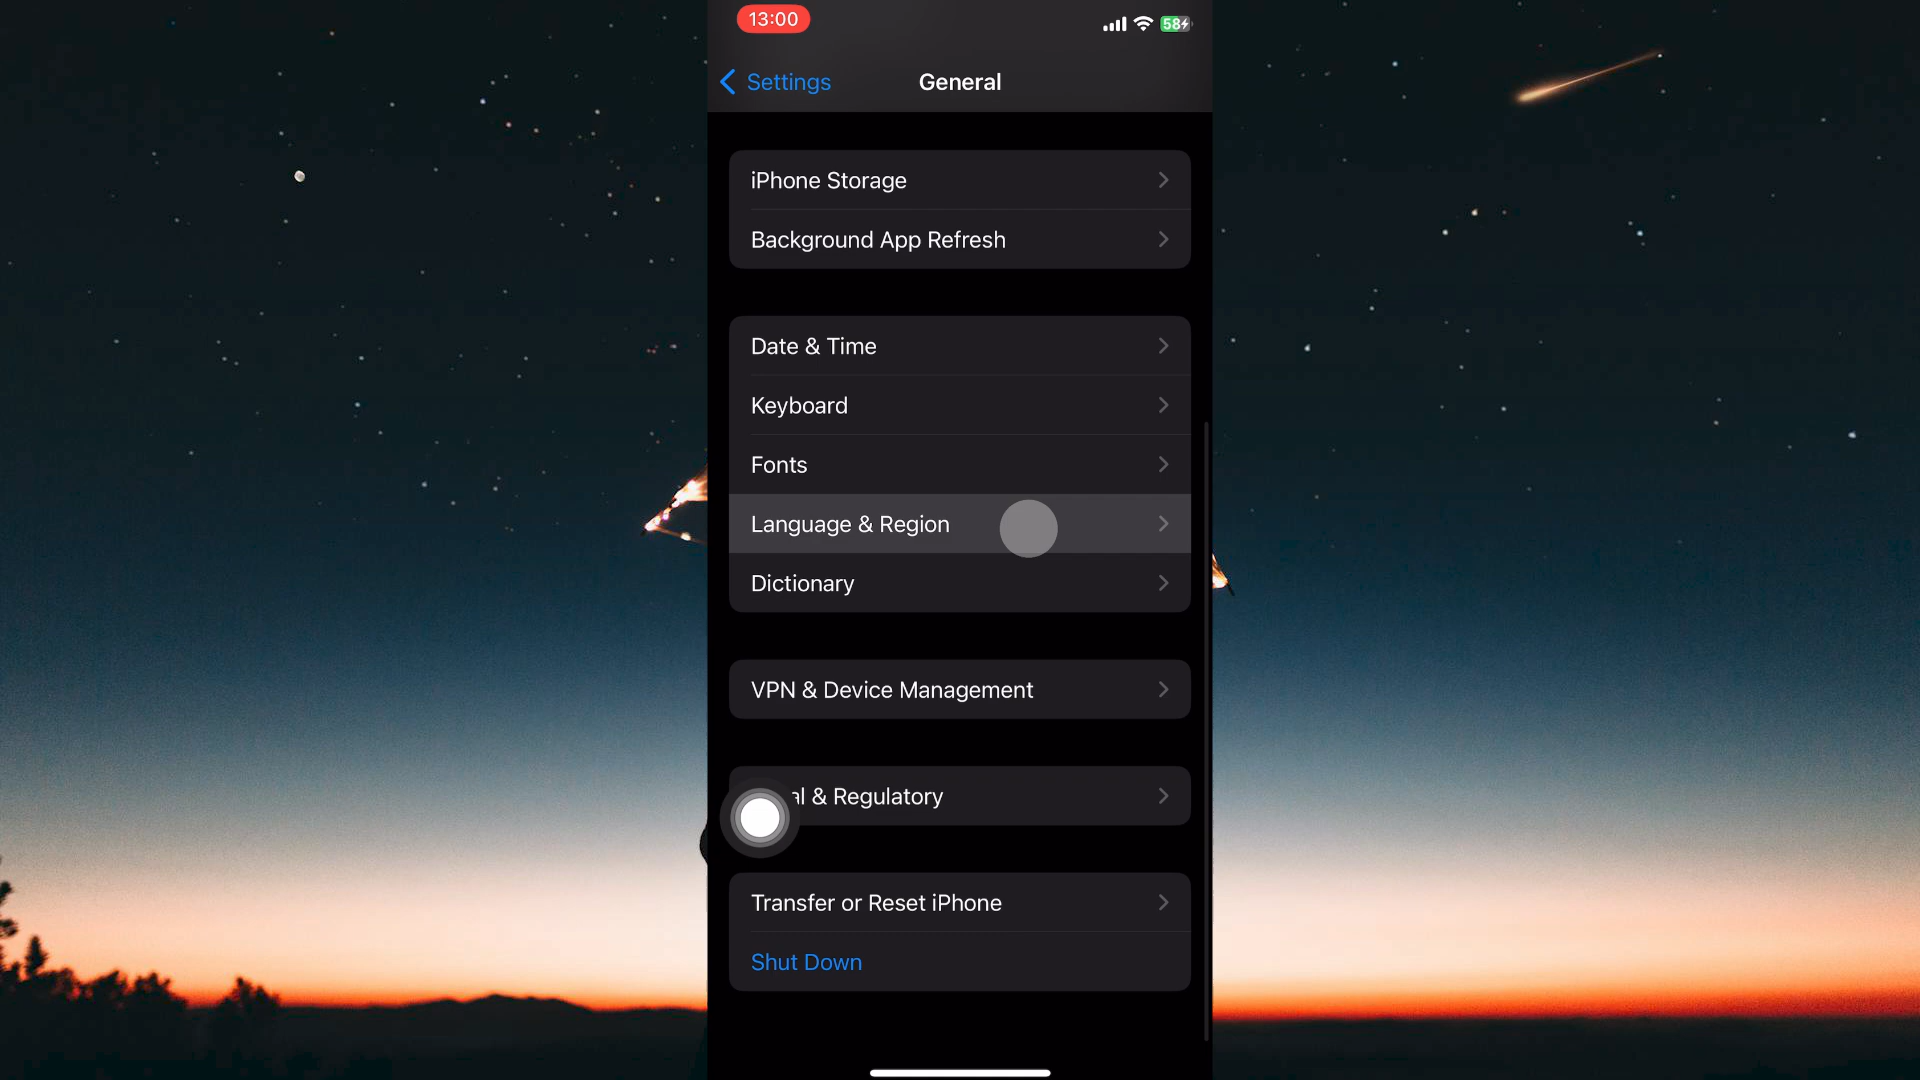 13:00
58
Settings
General
iPhone Storage
Background App Refresh
Date & Time
Keyboard
Fonts
Language & Region
Dictionary
VPN & Device Management
al & Regulatory
Transfer or Reset iPhone
Shut Down